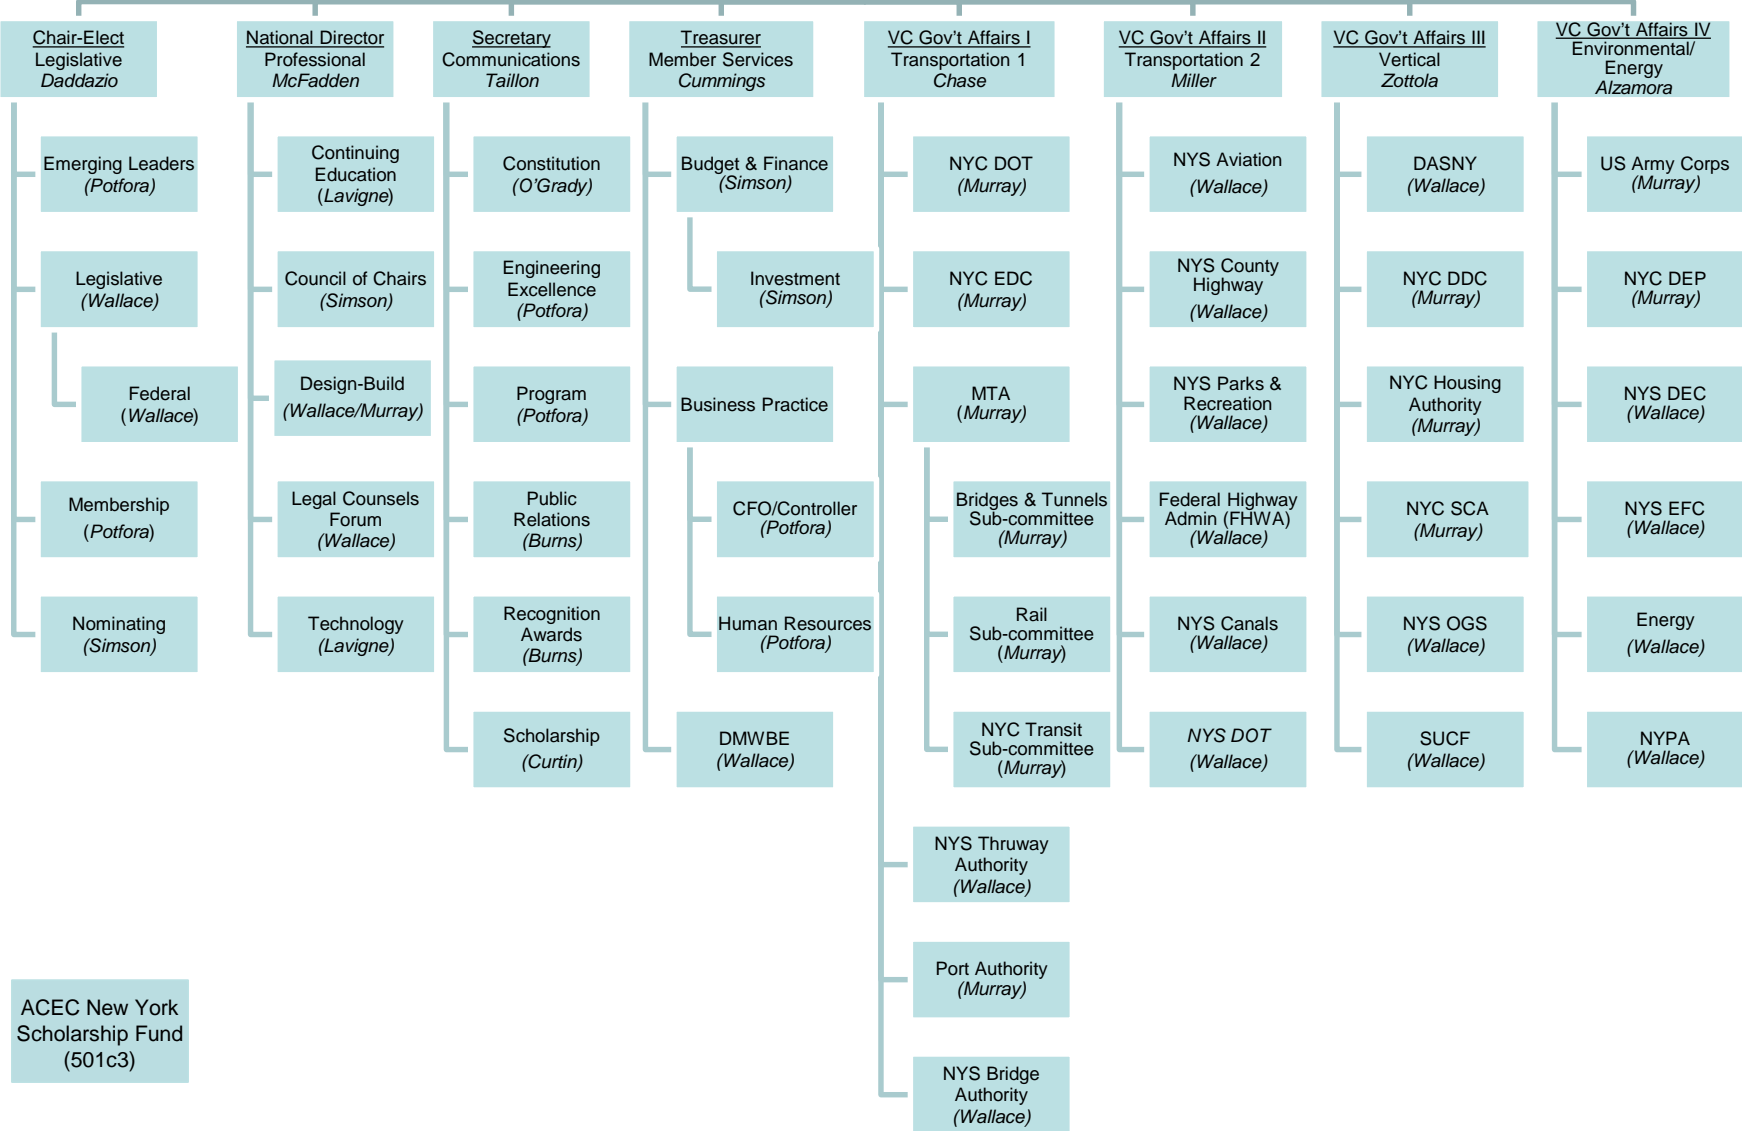 Chair-Elect
Legislative
Daddazio
Emerging Leaders
(Potfora)
Legislative
(Wallace)
Federal
(Wallace)
Membership
(Potfora)
Nominating
(Simson)
National Director
Professional
McFadden
Continuing
Education
(Lavigne)
Council of Chairs
(Simson)
Design-Build
(Wallace/Murray)
Legal Counsels
Forum
(Wallace)
Technology
(Lavigne)
Secretary
Communications
Taillon
Constitution
(O'Grady)
Engineering
Excellence
(Potfora)
Program
(Potfora)
Public
Relations
(Burns)
Recognition
Awards
(Burns)
Scholarship
(Curtin)
Treasurer
Member Services
Cummings
Budget & Finance
(Simson)
Investment
(Simson)
Business Practice
CFO/Controller
(Potfora)
Human Resources
(Potfora)
DMWBE
(Wallace)
VC Gov't Affairs I
Transportation 1
Chase
NYC DOT
(Murray)
NYC EDC
(Murray)
MTA
(Murray)
Bridges & Tunnels
Sub-committee
(Murray)
Rail
Sub-committee
(Murray)
NYC Transit
Sub-committee
(Murray)
NYS Thruway
Authority
(Wallace)
Port Authority
(Murray)
NYS Bridge
Authority
(Wallace)
VC Gov't Affairs II
Transportation 2
Miller
NYS Aviation
(Wallace)
NYS County
Highway
(Wallace)
NYS Parks &
Recreation
(Wallace)
Federal Highway
Admin (FHWA)
(Wallace)
NYS Canals
(Wallace)
NYS DOT
(Wallace)
VC Gov't Affairs III
Vertical
Zottola
DASNY
(Wallace)
NYC DDC
(Murray)
NYC Housing
Authority
(Murray)
NYC SCA
(Murray)
NYS OGS
(Wallace)
SUCF
(Wallace)
VC Gov't Affairs IV
Environmental/
Energy
Alzamora
US Army Corps
(Murray)
NYC DEP
(Murray)
NYS DEC
(Wallace)
NYS EFC
(Wallace)
Energy
(Wallace)
NYPA
(Wallace)
ACEC New York
Scholarship Fund
(501c3)